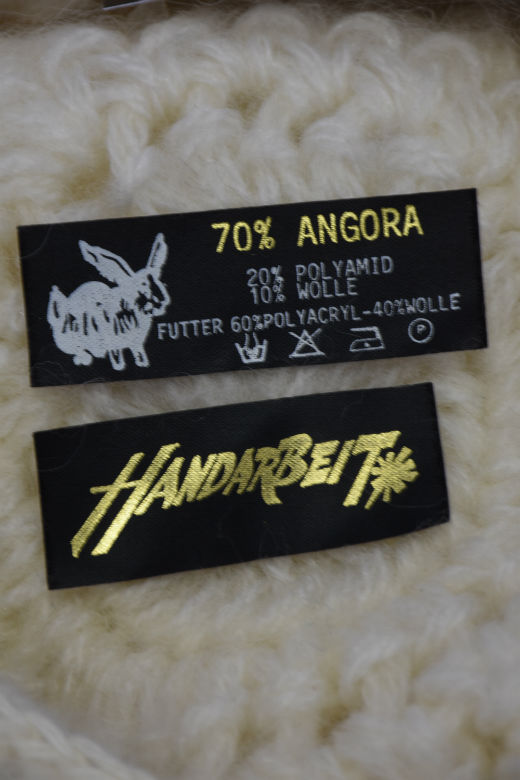 70% ANGORA
20% POLYAMID
10% WOLLE
FUTTER 60%POLYACRYL-40%WOLLE
P
HANDARBEIT